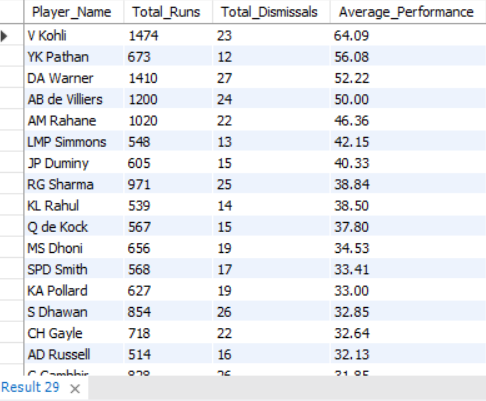 Player_Name Total_Runs Total_Dismissals Average_Performance
V Kohli 1474 23 64.09
YK Pathan 673 12 56.08
DA Warner 1410 27 52.22
AB de Villiers 1200 24 50.00
AM Rahane 1020 22 46.36
LMP Simmons 548 13 42.15
JP Duminy 605 15 40.33
RG Sharma 971 25 38.84
KL Rahul 539 14 38.50
Q de Kock 567 15 37.80
MS Dhoni 656 19 34.53
SPD Smith 568 17 33.41
KA Pollard 627 19 33.00
S Dhawan 854 26 32.85
CH Gayle 718 22 32.64
AD Russell 514 16 32.13
G Gambhir 828 26 31.85
Result 29